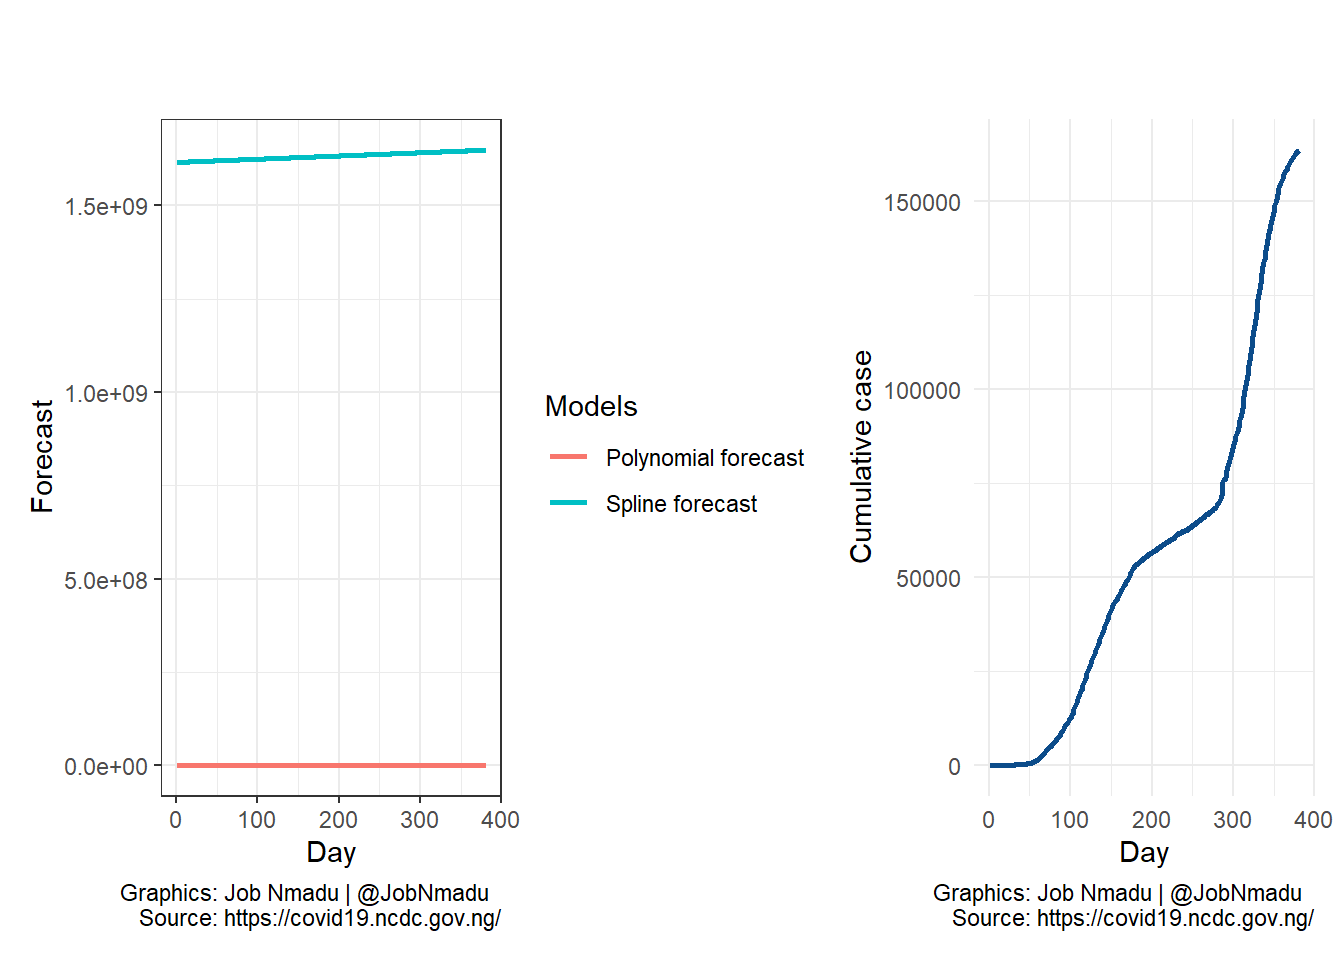 Forecast
1.5e+09
1.0e+09
5.0e+08
0.0e+00
0 100 200 300 400
Day
Graphics: Job Nmadu | @JobNmadu
Source: https://covid19.ncdc.gov.ng/
Models
Polynomial forecast
Spline forecast
Cumulative case
150000
100000
50000
0
0 100 200 300 400
Day
Graphics: Job Nmadu | @JobNmadu
Source: https://covid19.ncdc.gov.ng/